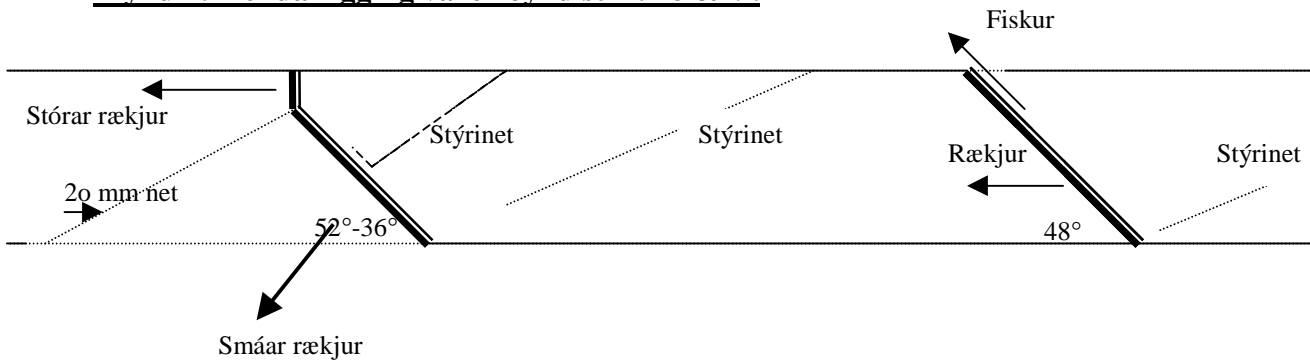 Fiskur
Stórar rækjur
Stýrinet
Stýrinet
Rækjur
Stýrinet
2o mm net
52°-36°
48°
Smáar rækjur